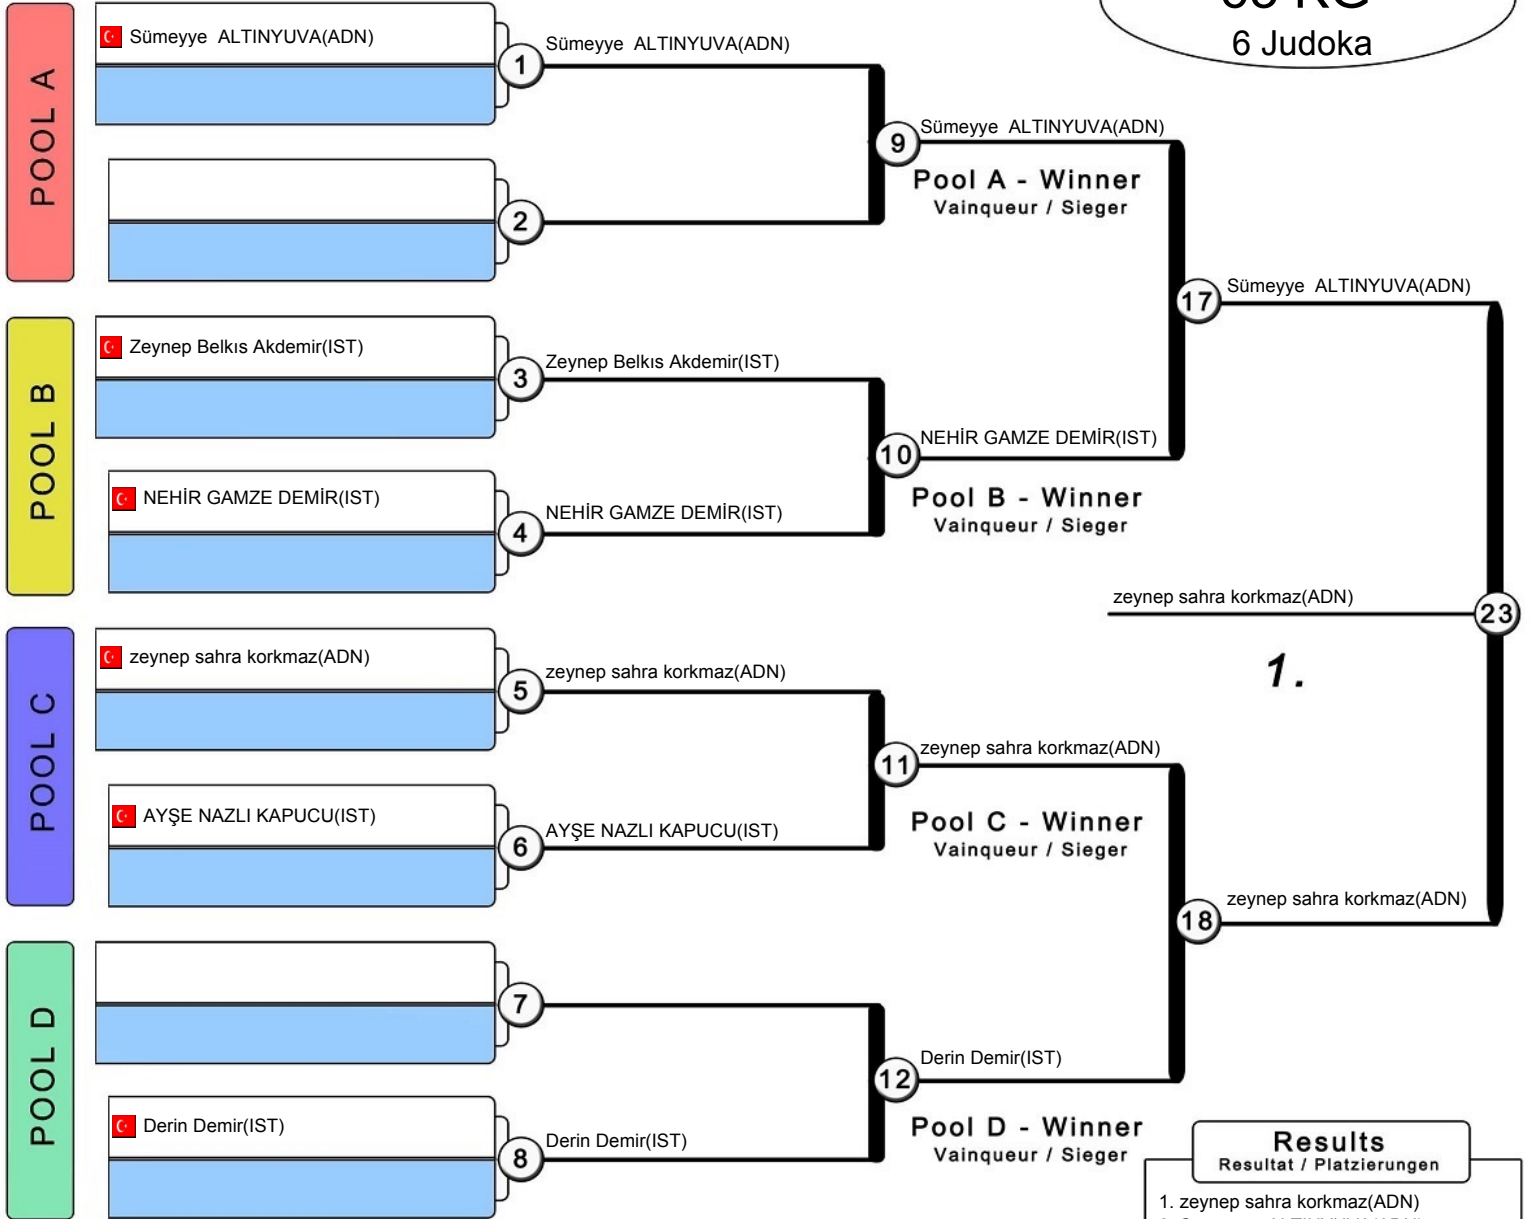 6 Judoka
POOL A
Sümeyye ALTINYUVA(ADN)
1
Sümeyye ALTINYUVA(ADN)
2
9
Sümeyye ALTINYUVA(ADN)
Pool A - Winner
Vainqueur / Sieger
17
Sümeyye ALTINYUVA(ADN)
POOL B
Zeynep Belkıs Akdemir(IST)
3
Zeynep Belkıs Akdemir(IST)
NEHİR GAMZE DEMİR(IST)
4
NEHİR GAMZE DEMİR(IST)
10
NEHİR GAMZE DEMİR(IST)
Pool B - Winner
Vainqueur / Sieger
zeynep sahra korkmaz(ADN)
23
1.
POOL C
zeynep sahra korkmaz(ADN)
5
zeynep sahra korkmaz(ADN)
AYŞE NAZLI KAPUCU(IST)
6
AYŞE NAZLI KAPUCU(IST)
11
zeynep sahra korkmaz(ADN)
Pool C - Winner
Vainqueur / Sieger
18
zeynep sahra korkmaz(ADN)
POOL D
7
Derin Demir(IST)
8
Derin Demir(IST)
12
Derin Demir(IST)
Pool D - Winner
Vainqueur / Sieger
Results
Resultat / Platzierungen
1. zeynep sahra korkmaz(ADN)